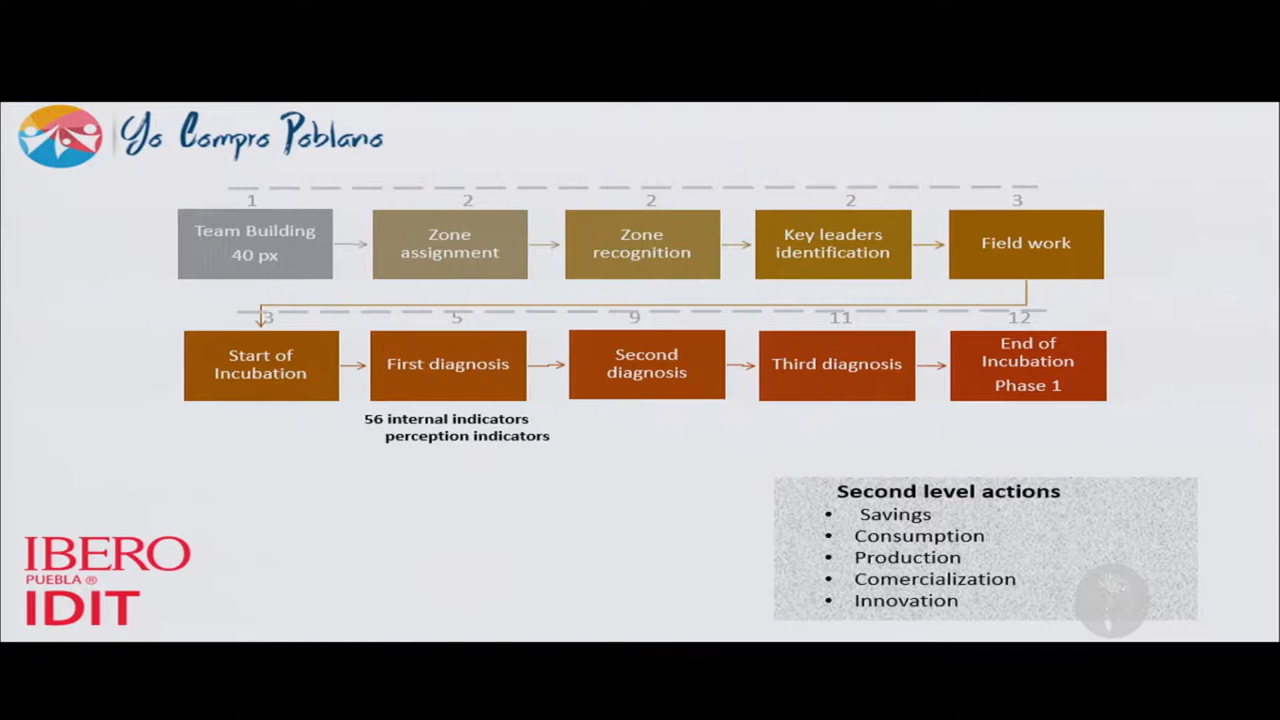 Yo Compro Poblano
1 2 2 2 3
Team Building
40 px
Zone
assignment
Zone
recognition
Key leaders
identification
Field work
3 5 9 11 12
Start of
Incubation
First diagnosis
Second
diagnosis
Third diagnosis
End of
Incubation
Phase 1
56 internal indicators
perception indicators
Second level actions
• Savings
• Consumption
• Production
• Comercialization
• Innovation
IBERO
PUEBLA ®
IDIT